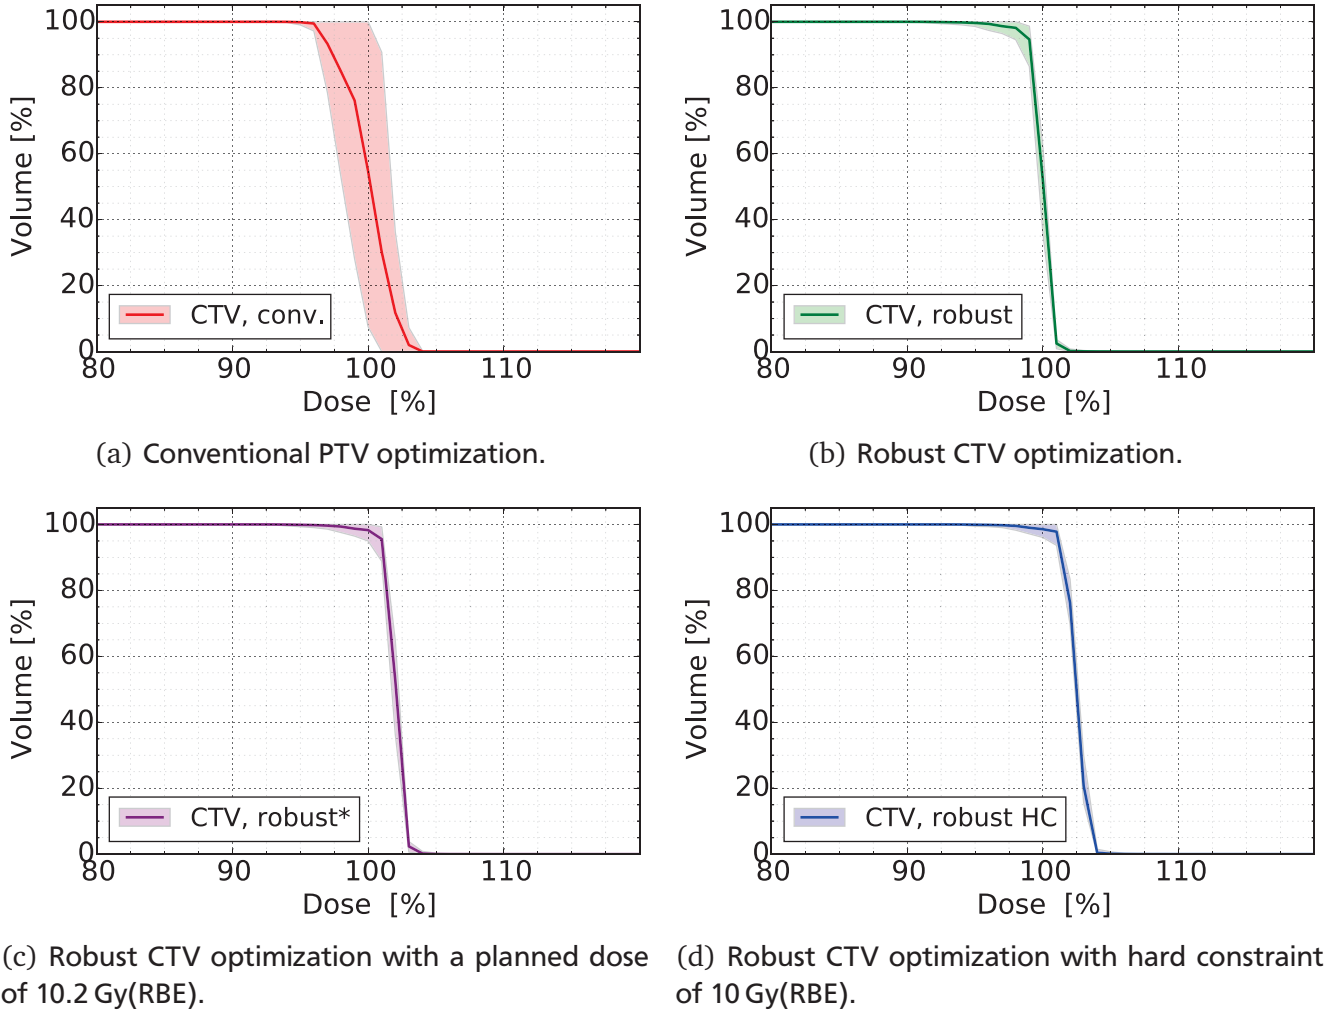 100
80
60
40
20
0
Volume [%]
CTV, conv.
80
90
100
110
Dose [%]
(a) Conventional PTV optimization.
100
80
60
40
20
0
Volume [%]
CTV, robust
80
90
100
110
Dose [%]
(b) Robust CTV optimization.
100
80
60
40
20
0
Volume [%]
CTV, robust*
80
90
100
110
Dose [%]
(c) Robust CTV optimization with a planned dose
of 10.2 Gy(RBE).
100
80
60
40
20
0
Volume [%]
CTV, robust HC
80
90
100
110
Dose [%]
(d) Robust CTV optimization with hard constraint
of 10 Gy(RBE).